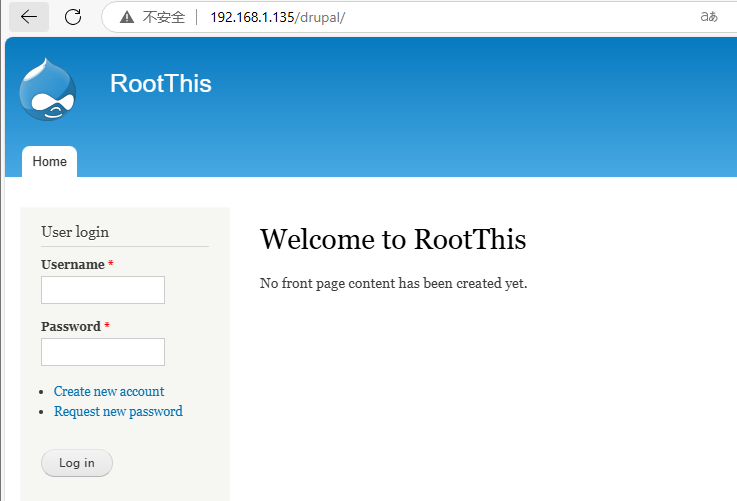 不安全 192.168.1.135/drupal/ aあ
RootThis
Home
User login
Username *
Password *
Create new account
Request new password
Log in
Welcome to RootThis
No front page content has been created yet.